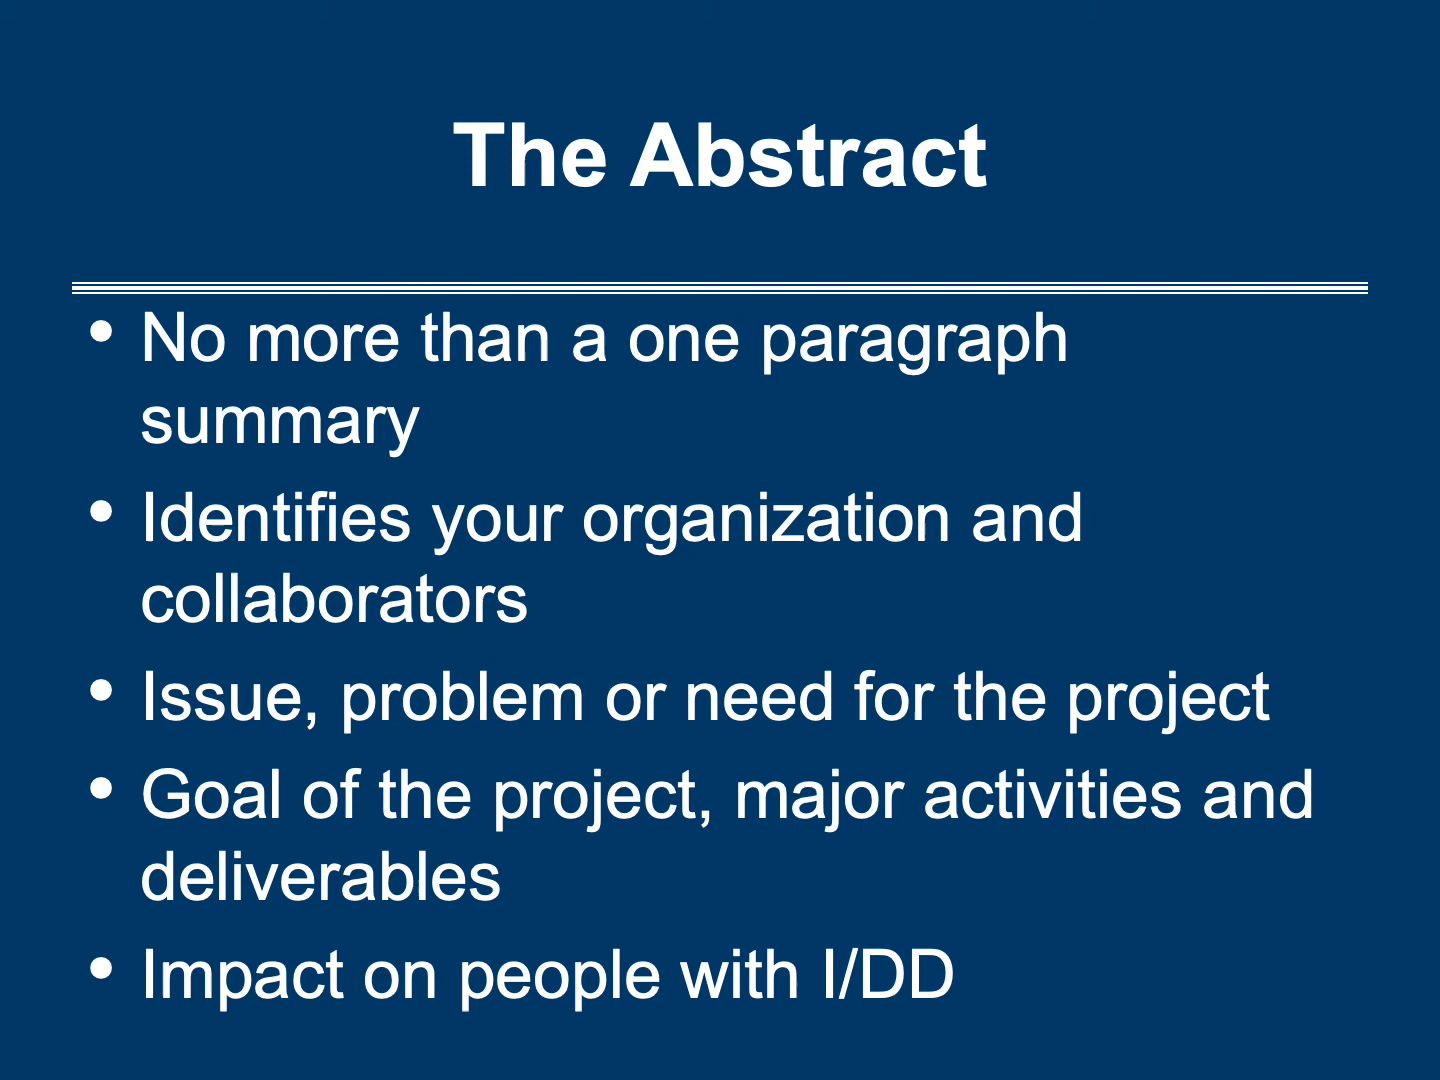 The Abstract
• No more than a one paragraph
summary
• Identifies your organization and
collaborators
• Issue, problem or need for the project
• Goal of the project, major activities and
deliverables
• Impact on people with I/DD